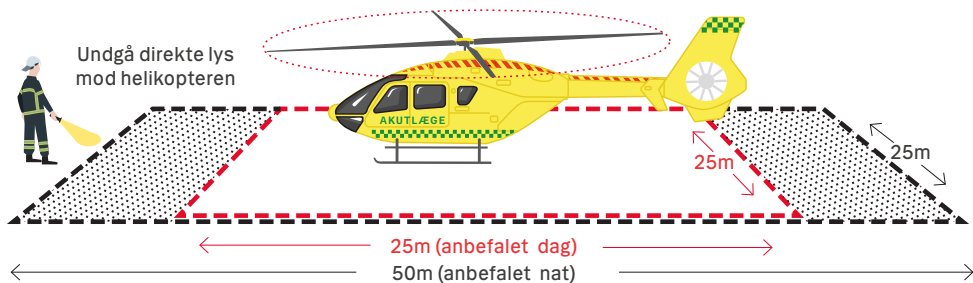 Undgå direkte lys
mod helikopteren
AKUTLÆGE
25m
25m
25m (anbefalet dag)
50m (anbefalet nat)